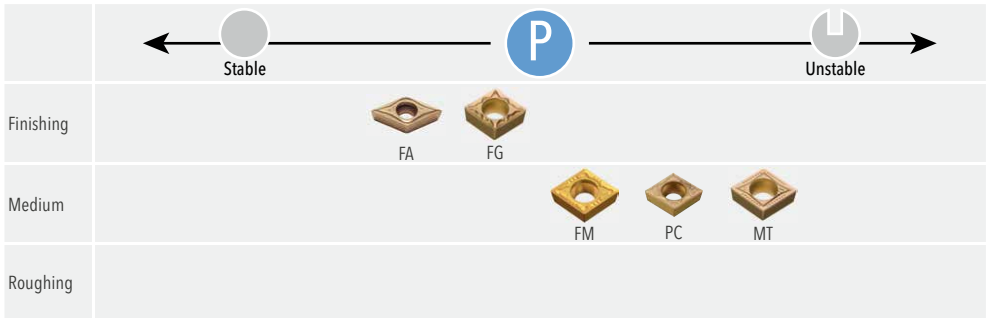 P
Stable
Unstable
Finishing
FA
FG
Medium
FM
PC
MT
Roughing